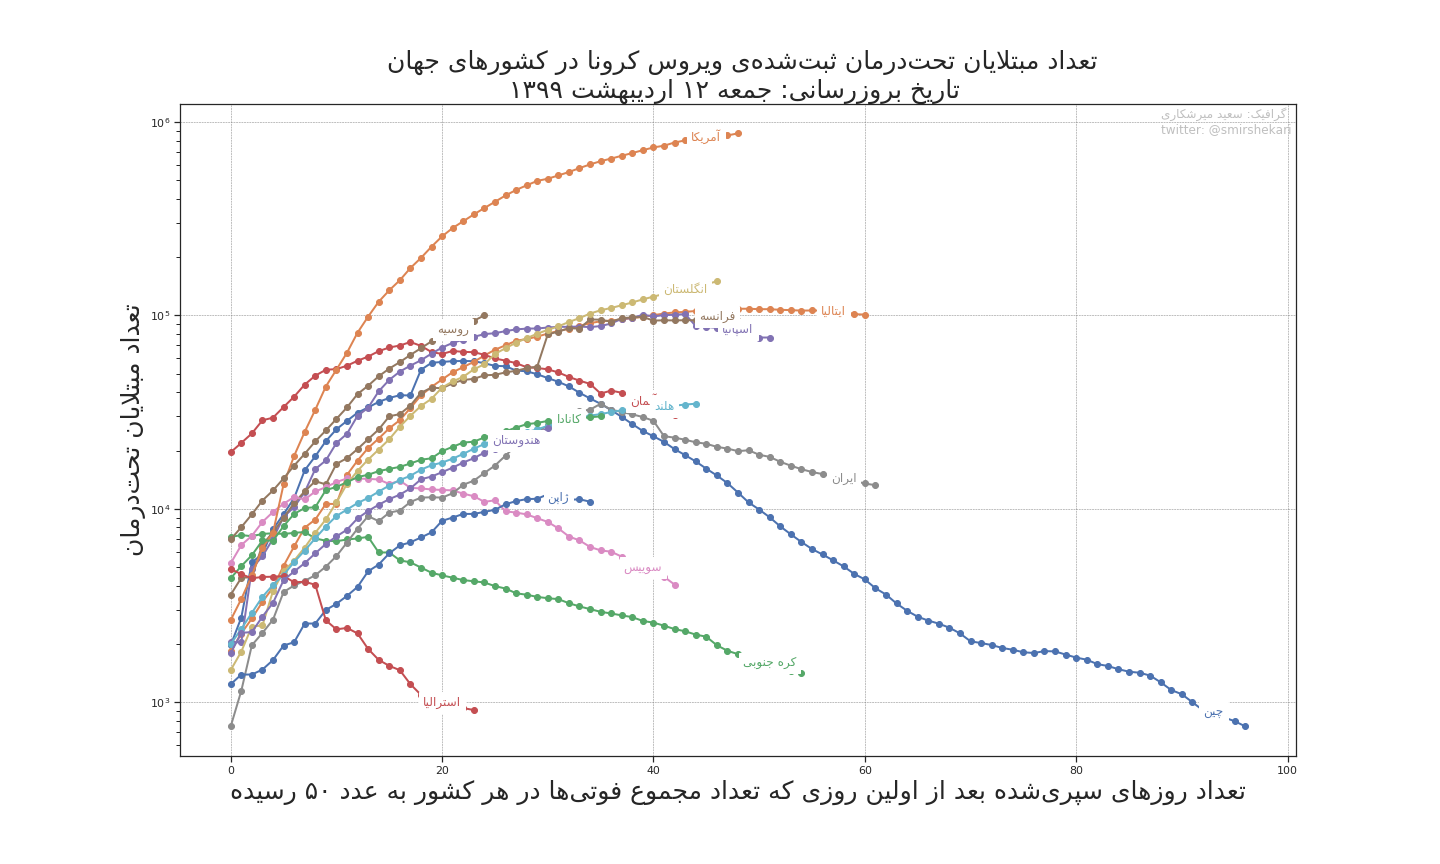 تعداد مبتلایان تحت‌درمان ثبت‌شده‌ی ویروس کرونا در کشورهای جهان
تاریخ بروزرسانی: جمعه ۱۲ اردیبهشت ۱۳۹۹
گرافیک: سعید میرشکاری
twitter: @smirshekari
تعداد مبتلایان تحت‌درمان
10⁶
10⁵
10⁴
10³
آمریکا
انگلستان
ایتالیا
فرانسه
اسپانیا
روسیه
آلمان
هلند
کانادا
هندوستان
ایران
ژاپن
سوییس
کره جنوبی
استرالیا
چین
0
20
40
60
80
100
تعداد روزهای سپری‌شده بعد از اولین روزی که تعداد مجموع فوتی‌ها در هر کشور به عدد ۵۰ رسیده